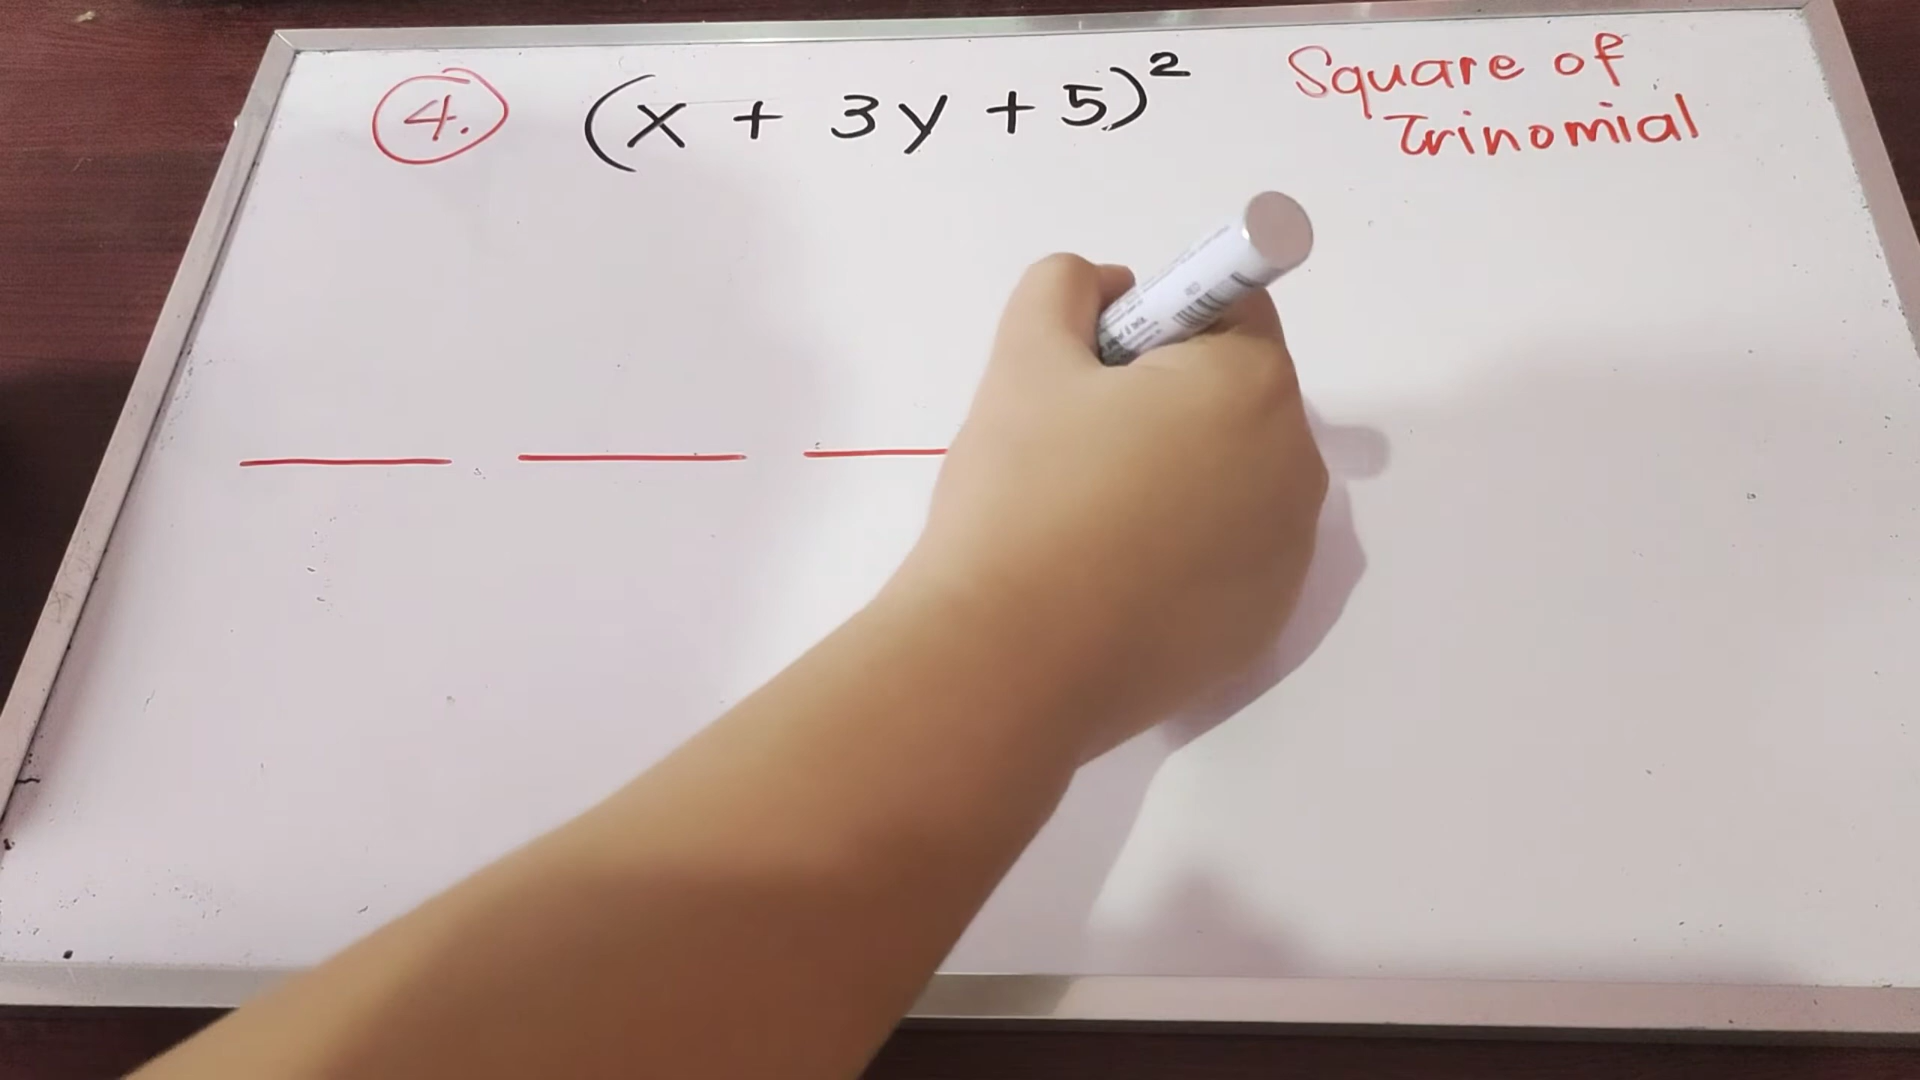 4. (x + 3y + 5)² Square of
Trinomial